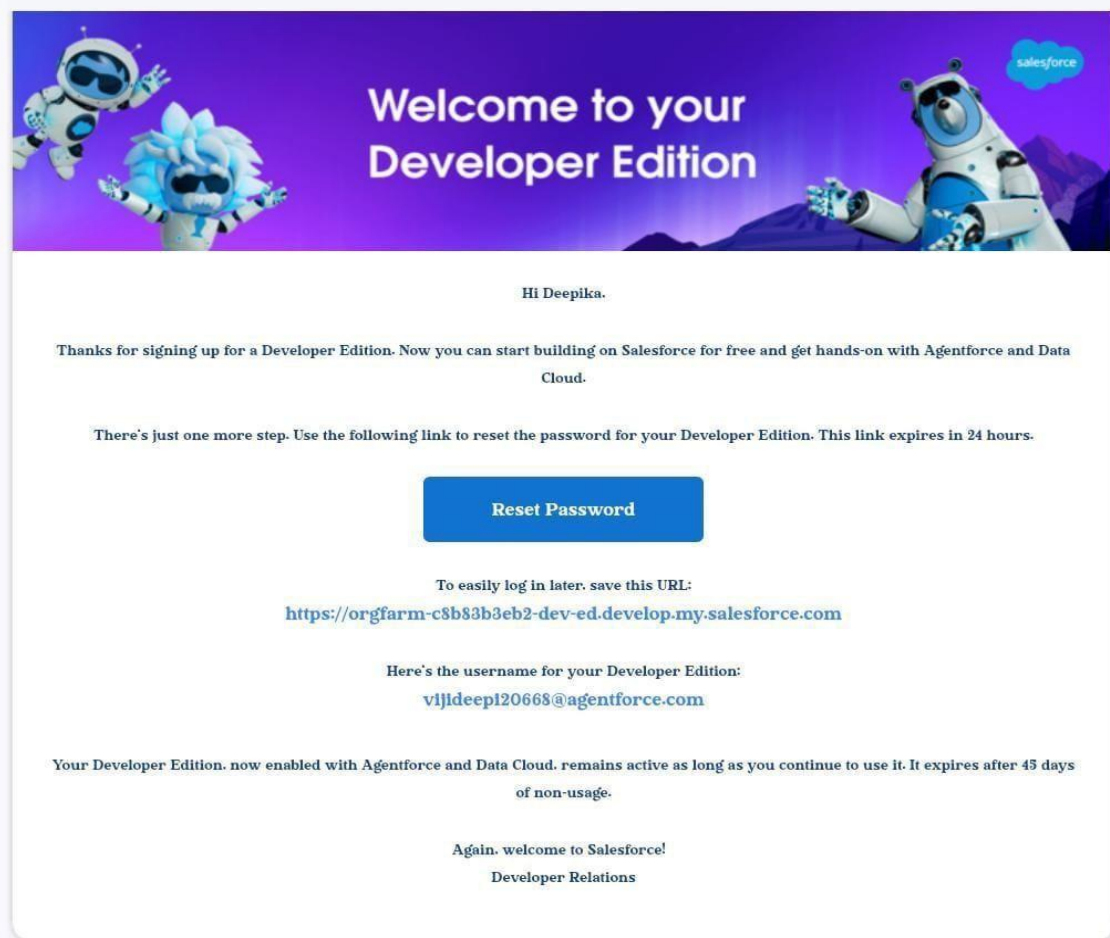 salesforce
Welcome to your
Developer Edition
Hi Deepika.
Thanks for signing up for a Developer Edition. Now you can start building on Salesforce for free and get hands-on with Agentforce and Data
Cloud.
There's just one more step. Use the following link to reset the password for your Developer Edition. This link expires in 24 hours.
Reset Password
To easily log in later. save this URL:
https://orgfarm-c8b83b3eb2-dev-ed.develop.my.salesforce.com
Here's the username for your Developer Edition:
vijideepi20668@agentforce.com
Your Developer Edition. now enabled with Agentforce and Data Cloud. remains active as long as you continue to use it. It expires after 45 days
of non-usage.
Again. welcome to Salesforce!
Developer Relations